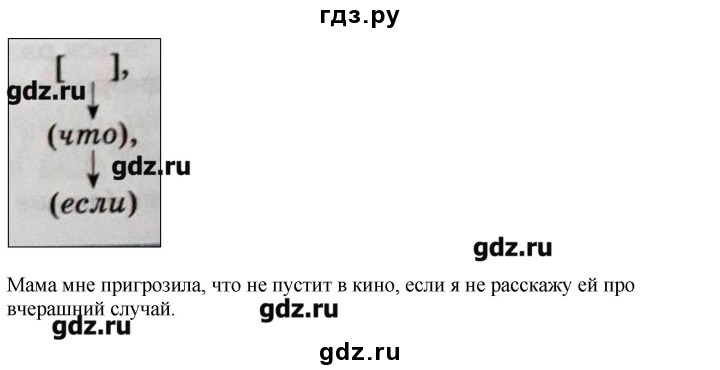 гдз.ру
[ ],
gdz.ru
(что),
gdz.ru
(если)
gdz.ru
Мама мне пригрозила, что не пустит в кино, если я не расскажу ей про
вчерашний случай.
gdz.ru
gdz.ru
gdz.ru